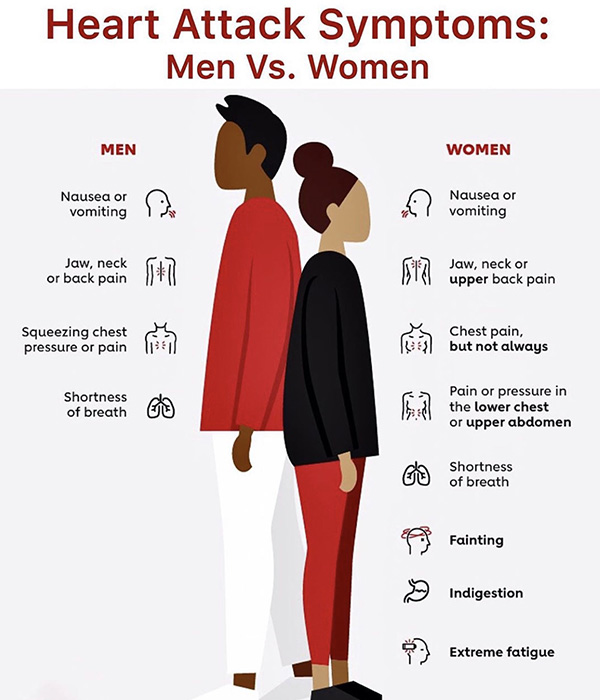 Heart Attack Symptoms:
Men Vs. Women
MEN
Nausea or
vomiting
Jaw, neck
or back pain
Squeezing chest
pressure or pain
Shortness
of breath
WOMEN
Nausea or
vomiting
Jaw, neck or
upper back pain
Chest pain,
but not always
Pain or pressure in
the lower chest
or upper abdomen
Shortness
of breath
Fainting
Indigestion
Extreme fatigue